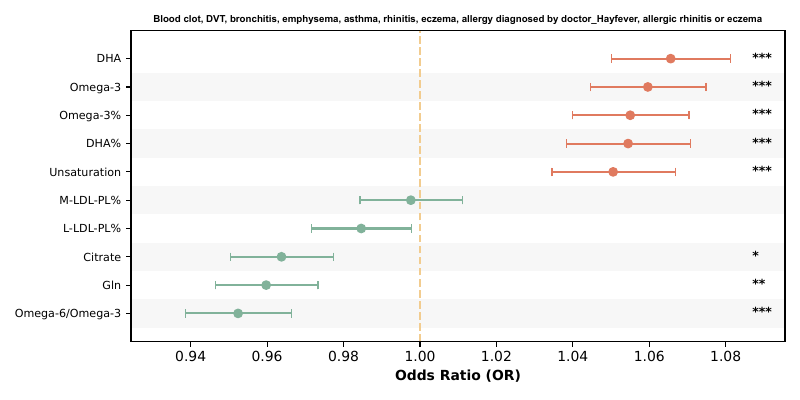 Blood clot, DVT, bronchitis, emphysema, asthma, rhinitis, eczema, allergy diagnosed by doctor_Hayfever, allergic rhinitis or eczema
DHA ***
Omega-3 ***
Omega-3% ***
DHA% ***
Unsaturation ***
M-LDL-PL%
L-LDL-PL%
Citrate *
Gln **
Omega-6/Omega-3 ***
0.94 0.96 0.98 1.00 1.02 1.04 1.06 1.08
Odds Ratio (OR)